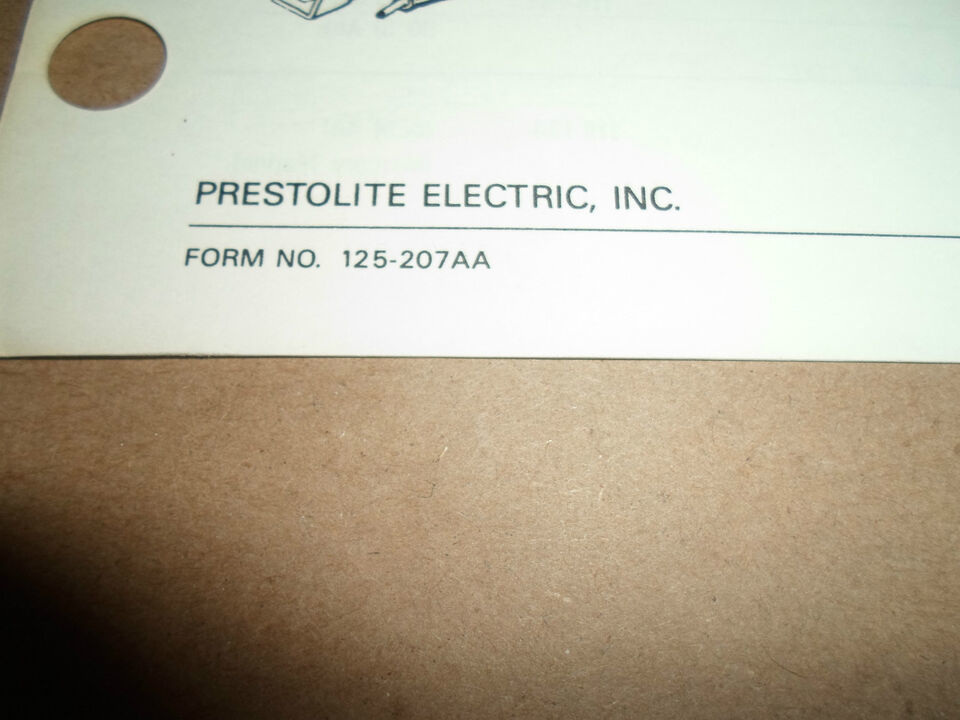 PRESTOLITE ELECTRIC, INC.
FORM NO. 125-207AA